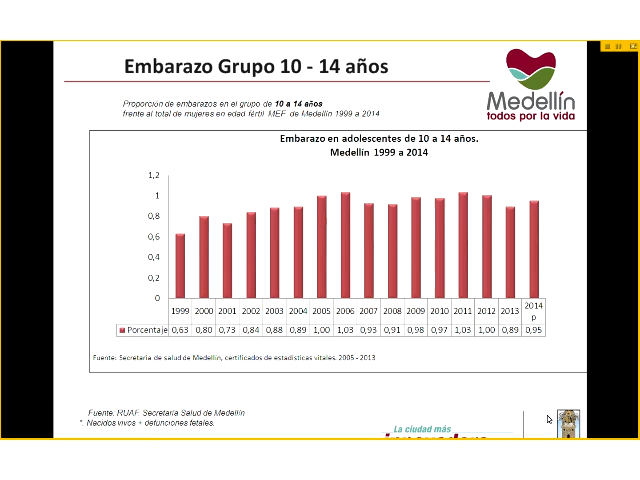 Embarazo Grupo 10 - 14 años
Medellín
todos por la vida
Proporción de embarazos en el grupo de 10 a 14 años
frente al total de mujeres en edad fértil MEF de Medellín 1999 a 2014
Embarazo en adolescentes de 10 a 14 años.
Medellín 1999 a 2014
1,2
1
0,8
0,6
0,4
0,2
0
1999 2000 2001 2002 2003 2004 2005 2006 2007 2008 2009 2010 2011 2012 2013 2014 p
Porcentaje 0,63 0,80 0,73 0,84 0,88 0,89 1,00 1,03 0,93 0,91 0,98 0,97 1,03 1,00 0,89 0,95
Fuente: Secretaria de salud de Medellín, certificados de estadisticas vitales. 2005 - 2013
Fuente: RUAF. Secretaría Salud de Medellín
*. Nacidos vivos + defunciones fetales.
La ciudad más